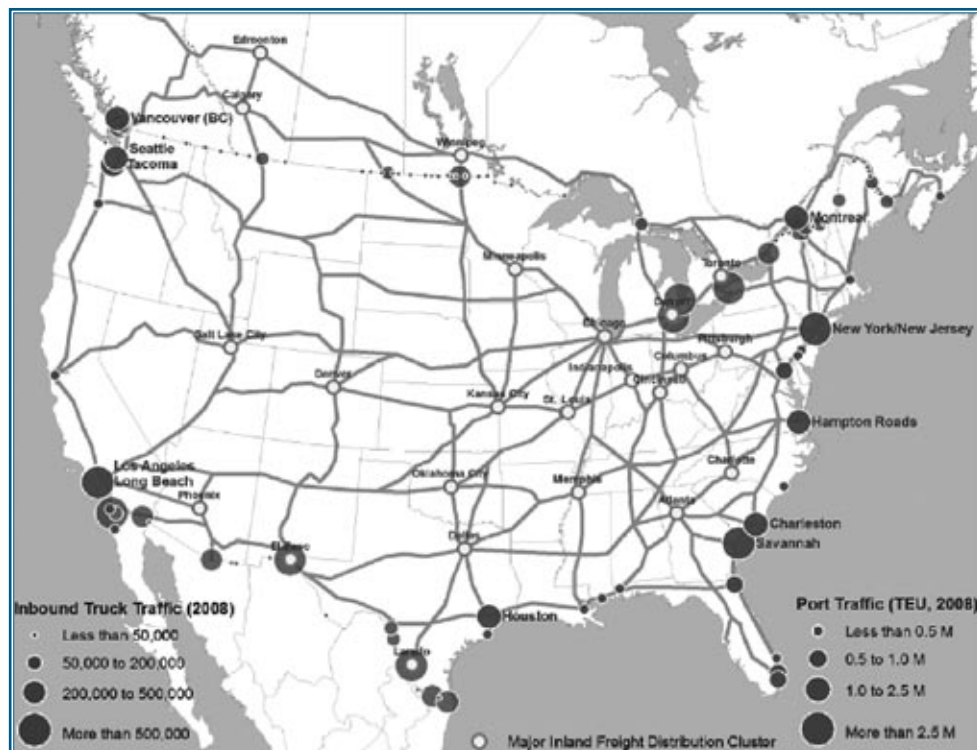 Edmonton
Calgary
Vancouver (BC)
Winnipeg
Seattle
Tacoma
Montreal
Minneapolis
Toronto
Detroit
Chicago
New York/New Jersey
Salt Lake City
Pittsburgh
Columbus
Indianapolis
Cincinnati
Denver
Kansas City
St. Louis
Hampton Roads
Los Angeles
Long Beach
Oklahoma City
Charlotte
Phoenix
Memphis
Atlanta
Charleston
Savannah
Dallas
El Paso
Houston
Laredo
Inbound Truck Traffic (2008)
Less than 50,000
50,000 to 200,000
200,000 to 500,000
More than 500,000
Port Traffic (TEU, 2008)
Less than 0.5 M
0.5 to 1.0 M
1.0 to 2.5 M
More than 2.5 M
Major Inland Freight Distribution Cluster